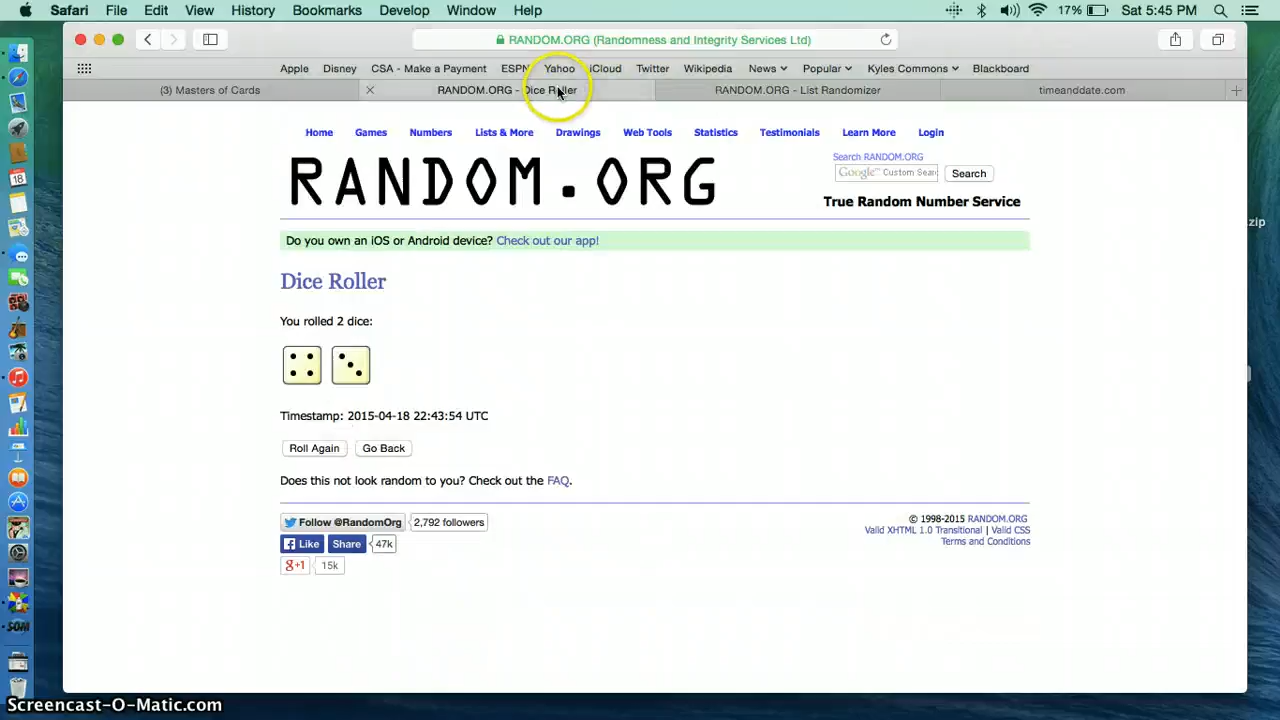 Safari File Edit View History Bookmarks Develop Window Help 17% Sat 5:45 PM
RANDOM.ORG (Randomness and Integrity Services Ltd)
Apple Disney CSA - Make a Payment ESPN Yahoo iCloud Twitter Wikipedia News Popular Kyles Commons Blackboard
(3) Masters of Cards RANDOM.ORG - Dice Roller RANDOM.ORG - List Randomizer timeanddate.com
Home Games Numbers Lists & More Drawings Web Tools Statistics Testimonials Learn More Login
Search RANDOM.ORG
Google™ Custom Sear Search
RANDOM.ORG
True Random Number Service
.zip
Do you own an iOS or Android device? Check out our app!
Dice Roller
You rolled 2 dice:
Timestamp: 2015-04-18 22:43:54 UTC
Roll Again Go Back
Does this not look random to you? Check out the FAQ.
Follow @RandomOrg 2,792 followers
Like Share 47k
g+1 15k
© 1998-2015 RANDOM.ORG
Valid XHTML 1.0 Transitional | Valid CSS
Terms and Conditions
18
SOM
Screencast-O-Matic.com